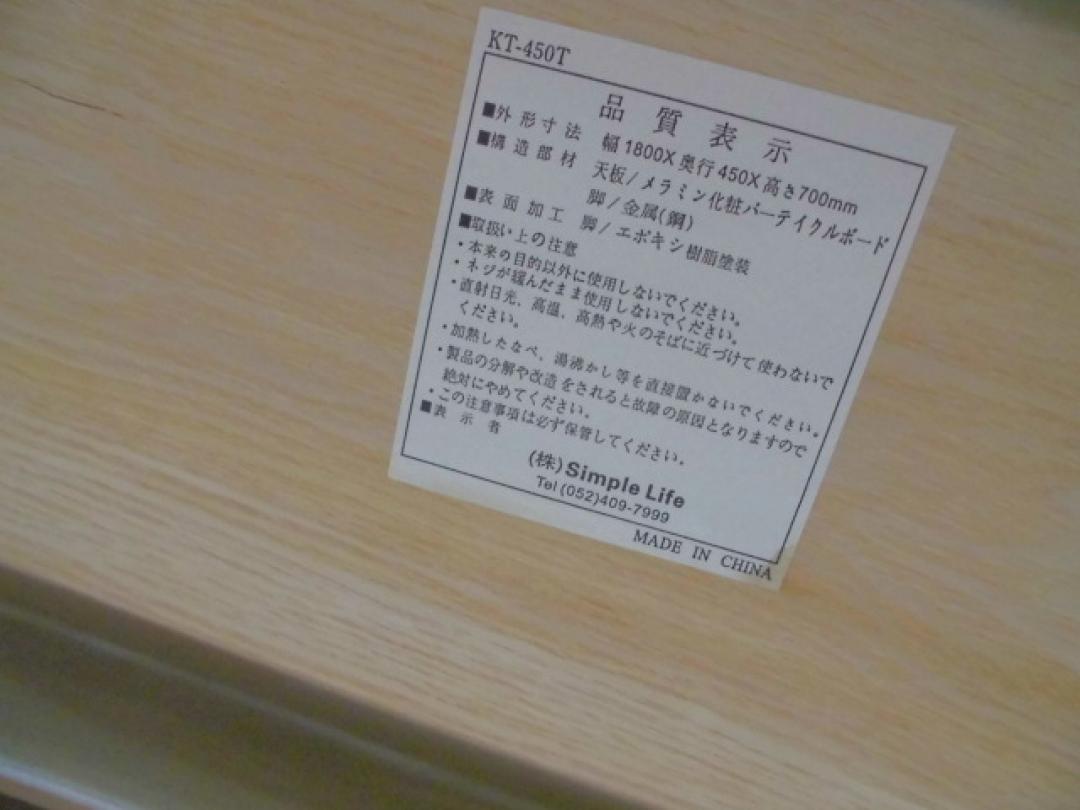 KT-450T
品 質 表 示
■外 形 寸 法 幅1800X奥行450X高さ700mm
■構 造 部 材 天板/メラミン化粧パーテイクルボード
脚/金属(鋼)
■表 面 加 工 脚/エポキシ樹脂塗装
■取扱い上の注意
・本来の目的以外に使用しないでください。
・ネジが緩んだまま使用しないでください。
・直射日光、高温、高熱や火のそばに近づけて使わないで
ください。
・加熱したなべ、湯沸かし等を直接置かないでください。
・製品の分解や改造をされると故障の原因となりますので
絶対にやめてください。
・この注意事項は必ず保管してください。
■表 示 者
(株)Simple Life
Tel(052)409-7999
MADE IN CHINA